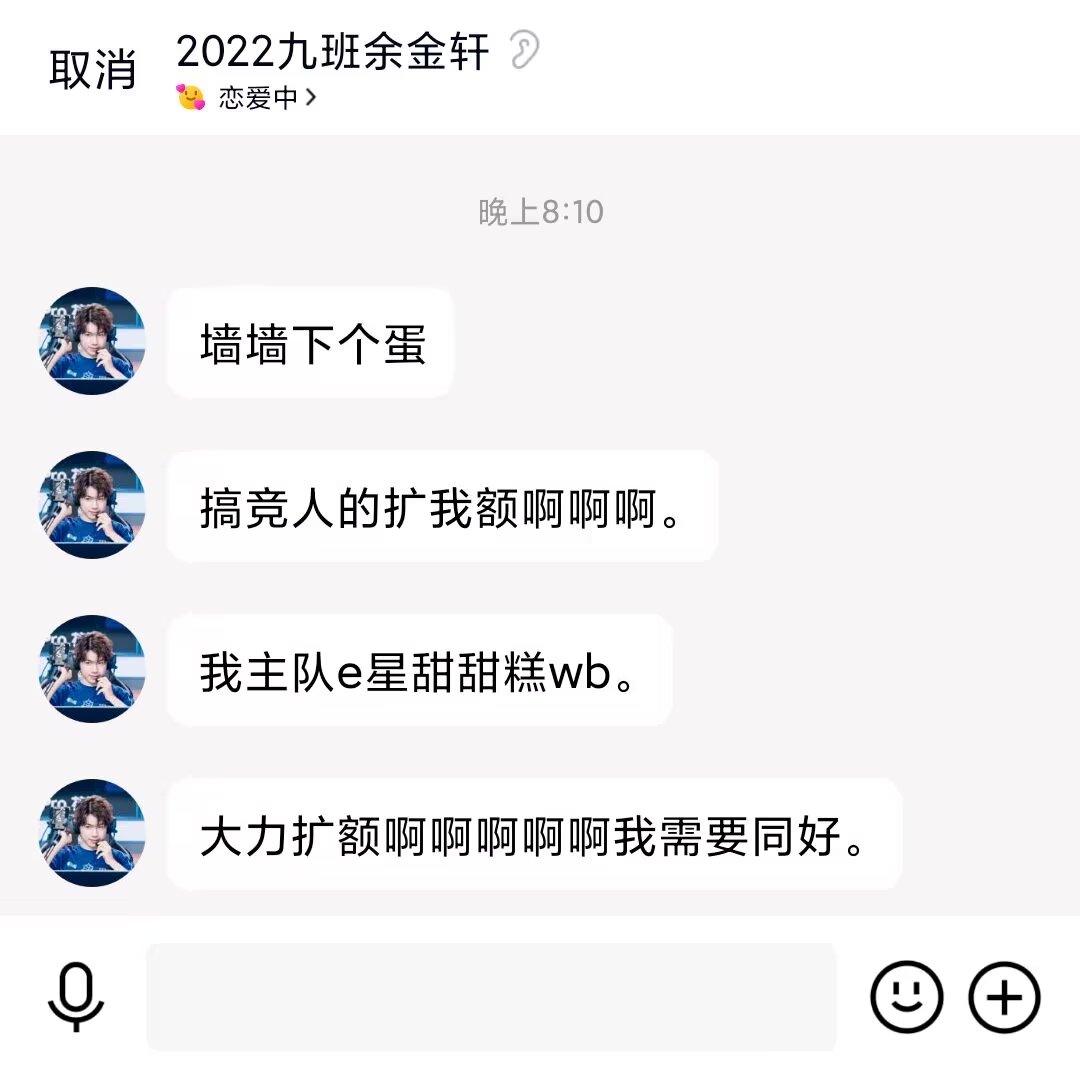 取消
2022九班余金轩
恋爱中
晚上8:10
墙墙下个蛋
搞竞人的扩我额啊啊啊。
我主队e星甜甜糕wb。
大力扩额啊啊啊啊啊我需要同好。